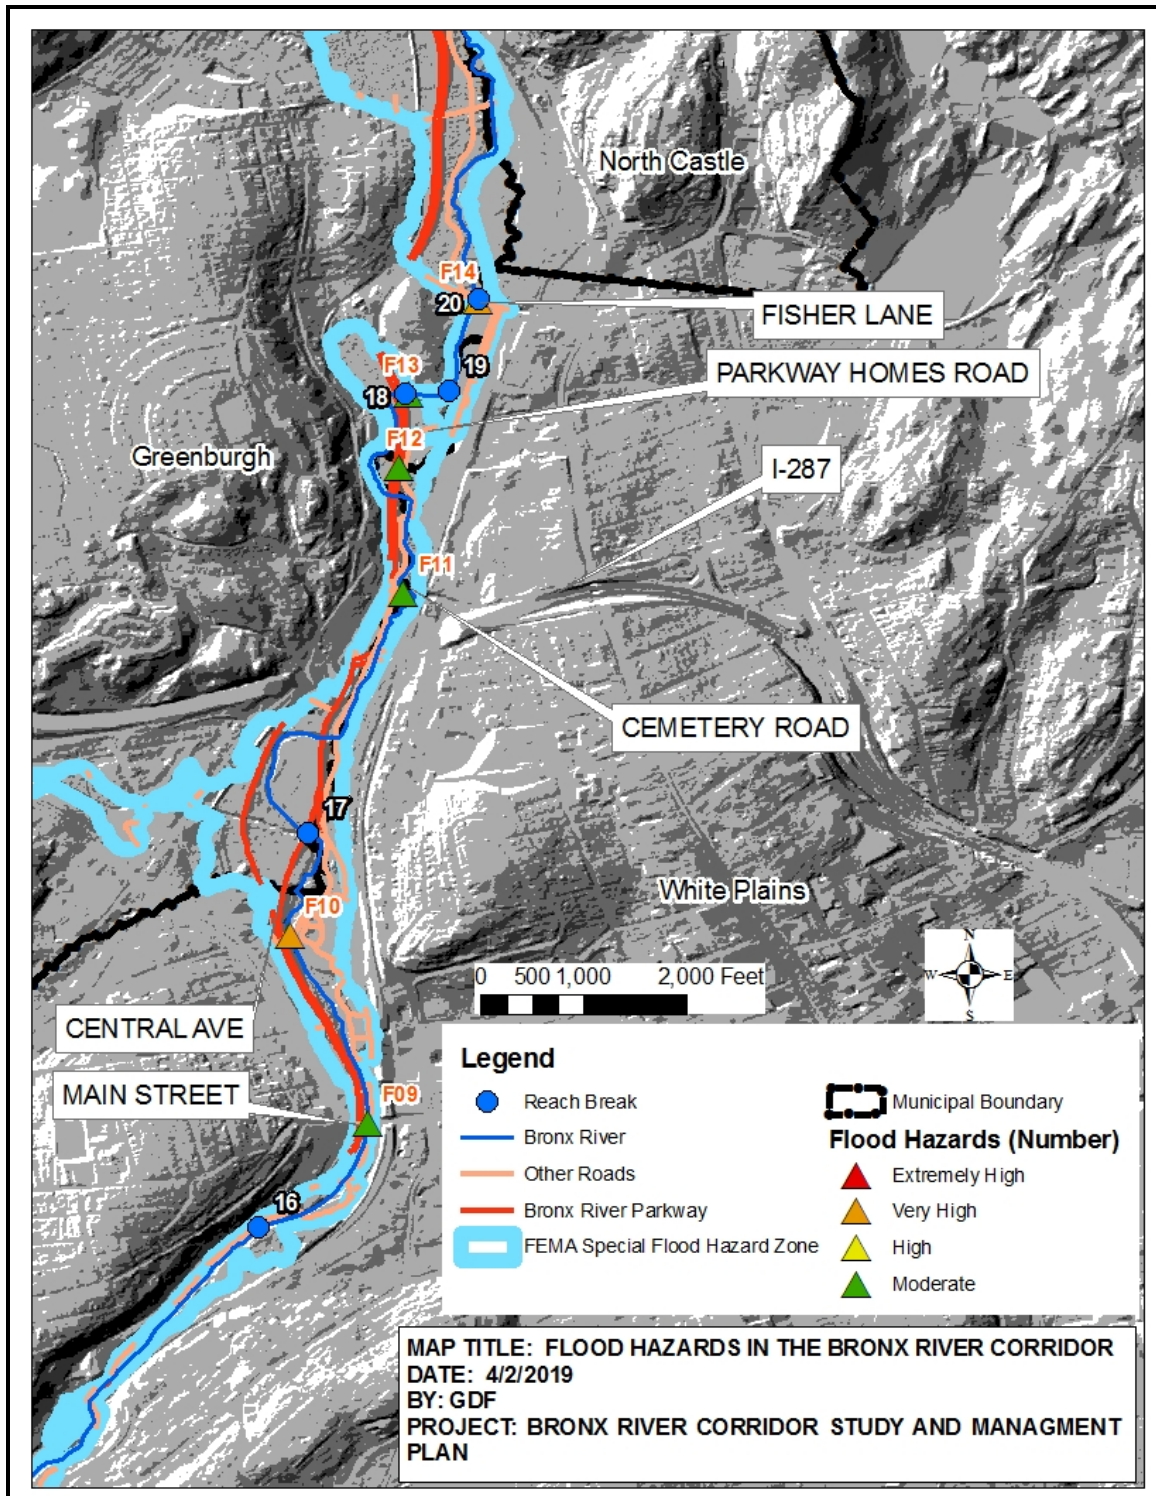 North Castle
F14
20
FISHER LANE
19
F13
PARKWAY HOMES ROAD
18
F12
Greenburgh
I-287
F11
CEMETERY ROAD
17
White Plains
F10
N
W E
S
0 500 1,000 2,000 Feet
CENTRAL AVE
MAIN STREET
F09
16
Legend
Reach Break
Bronx River
Other Roads
Bronx River Parkway
FEMA Special Flood Hazard Zone
Municipal Boundary
Flood Hazards (Number)
Extremely High
Very High
High
Moderate
MAP TITLE: FLOOD HAZARDS IN THE BRONX RIVER CORRIDOR
DATE: 4/2/2019
BY: GDF
PROJECT: BRONX RIVER CORRIDOR STUDY AND MANAGMENT
PLAN